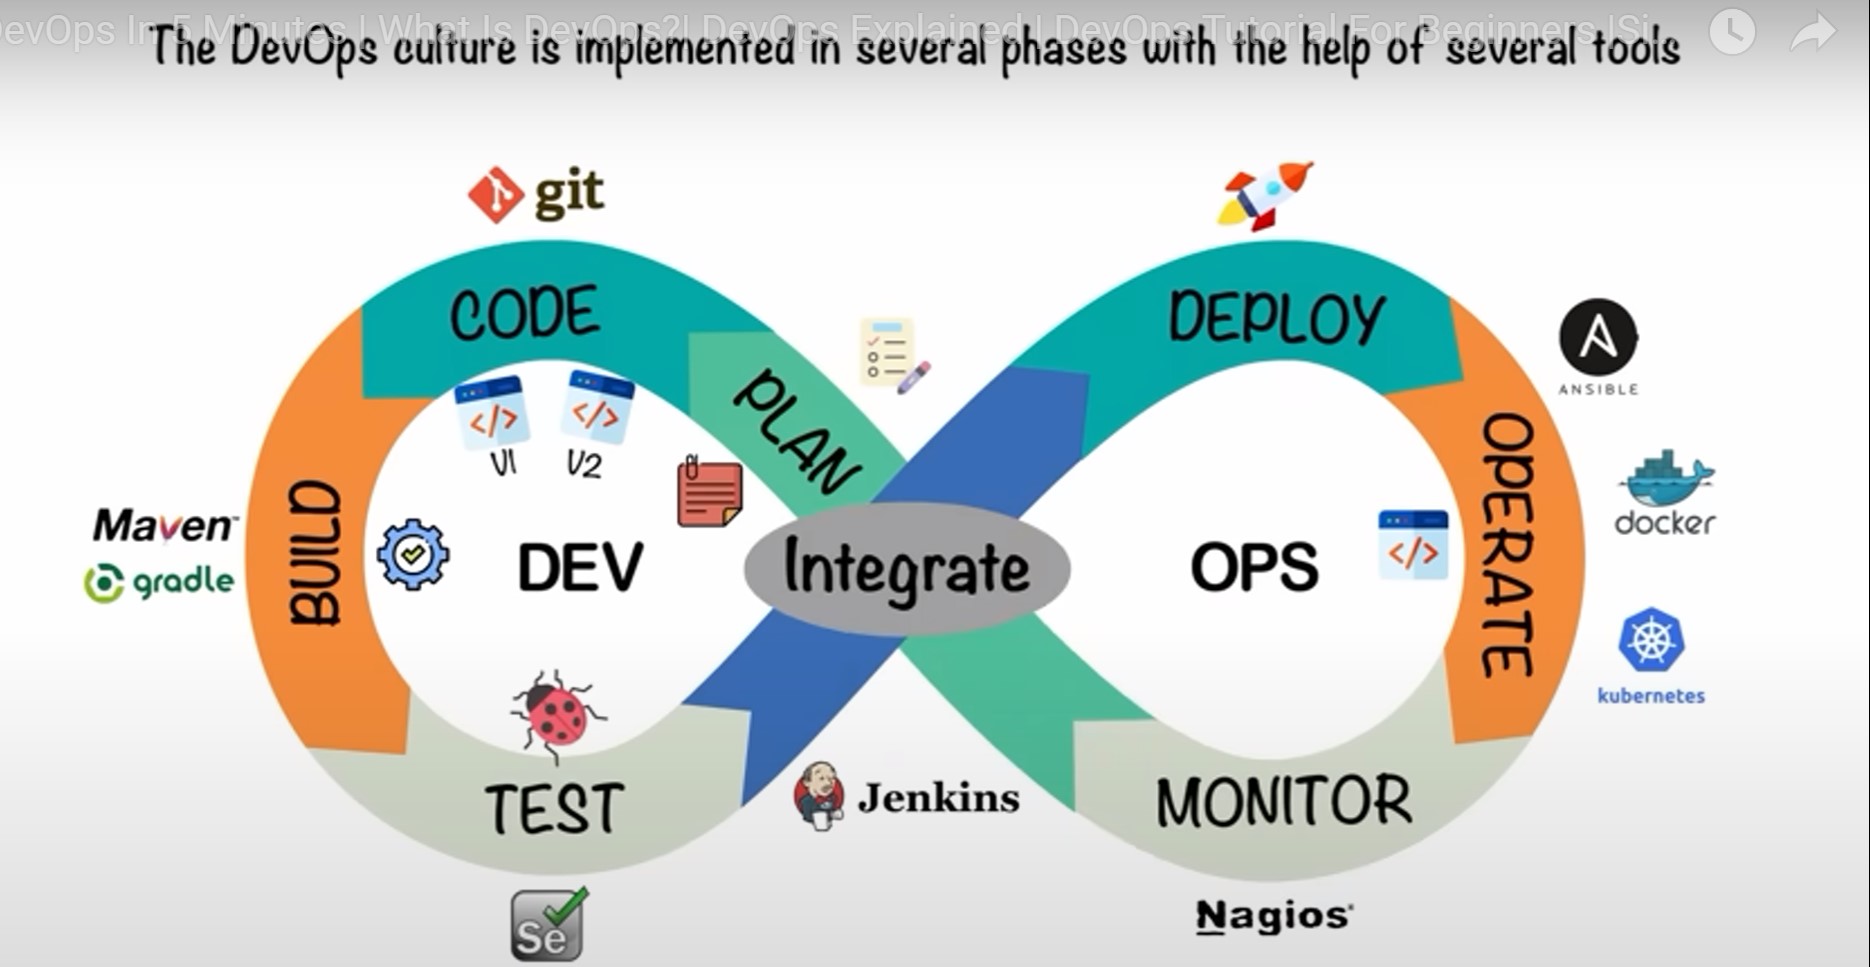 DevOps In 5 Minutes | What Is DevOps?| DevOps Explained | DevOps Tutorial For Beginners |Si
The DevOps culture is implemented in several phases with the help of several tools
git
CODE
DEPLOY
PLAN
ANSIBLE
V1 V2
BUILD
Maven
gradle
DEV
Integrate
OPS
OPERATE
docker
kubernetes
TEST
Jenkins
MONITOR
Se
Nagios